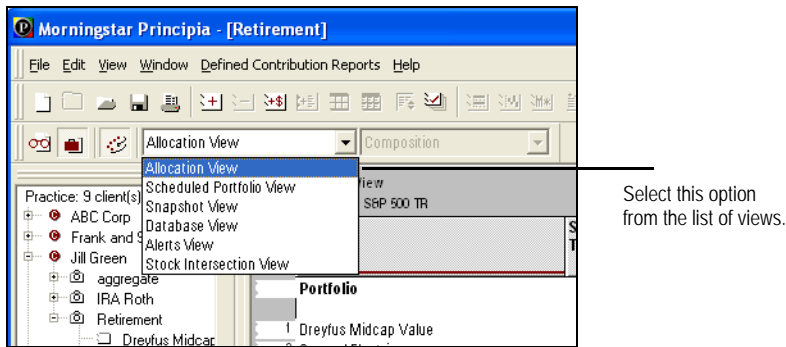 Morningstar Principia - [Retirement]
File Edit View Window Defined Contribution Reports Help
Allocation View Composition
Allocation View
Scheduled Portfolio View
Snapshot View
Database View
Alerts View
Stock Intersection View
Select this option
from the list of views.
iew
S&P 500 TR
Practice: 9 client(s)
ABC Corp
Frank and S
Jill Green
aggregate
IRA Roth
Retirement
Dreyfus Midcap
S
T
Portfolio
1 Dreyfus Midcap Value